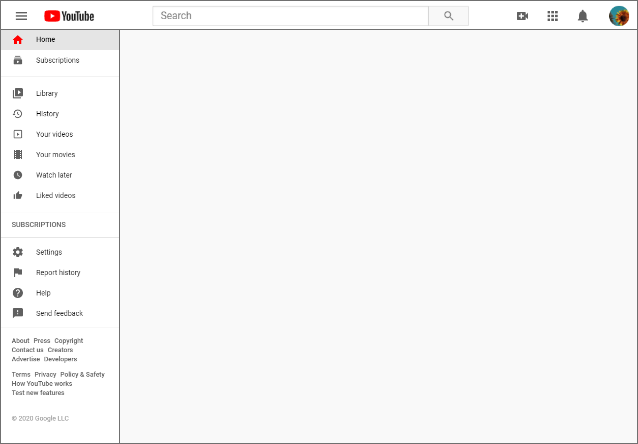 YouTube
Search
Home
Subscriptions
Library
History
Your videos
Your movies
Watch later
Liked videos
SUBSCRIPTIONS
Settings
Report history
Help
Send feedback
About Press Copyright
Contact us Creators
Advertise Developers
Terms Privacy Policy & Safety
How YouTube works
Test new features
© 2020 Google LLC